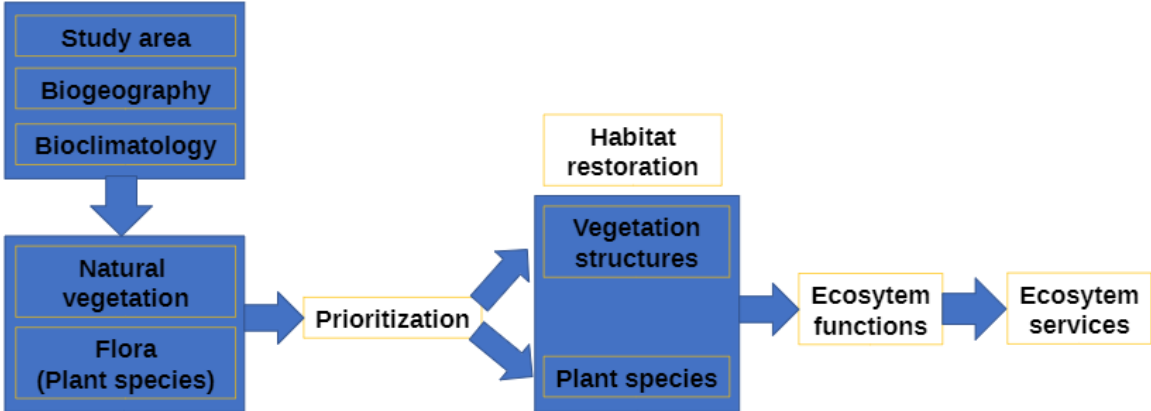 Study area
Biogeography
Bioclimatology
Natural
vegetation
Flora
(Plant species)
Prioritization
Habitat
restoration
Vegetation
structures
Plant species
Ecosytem
functions
Ecosytem
services